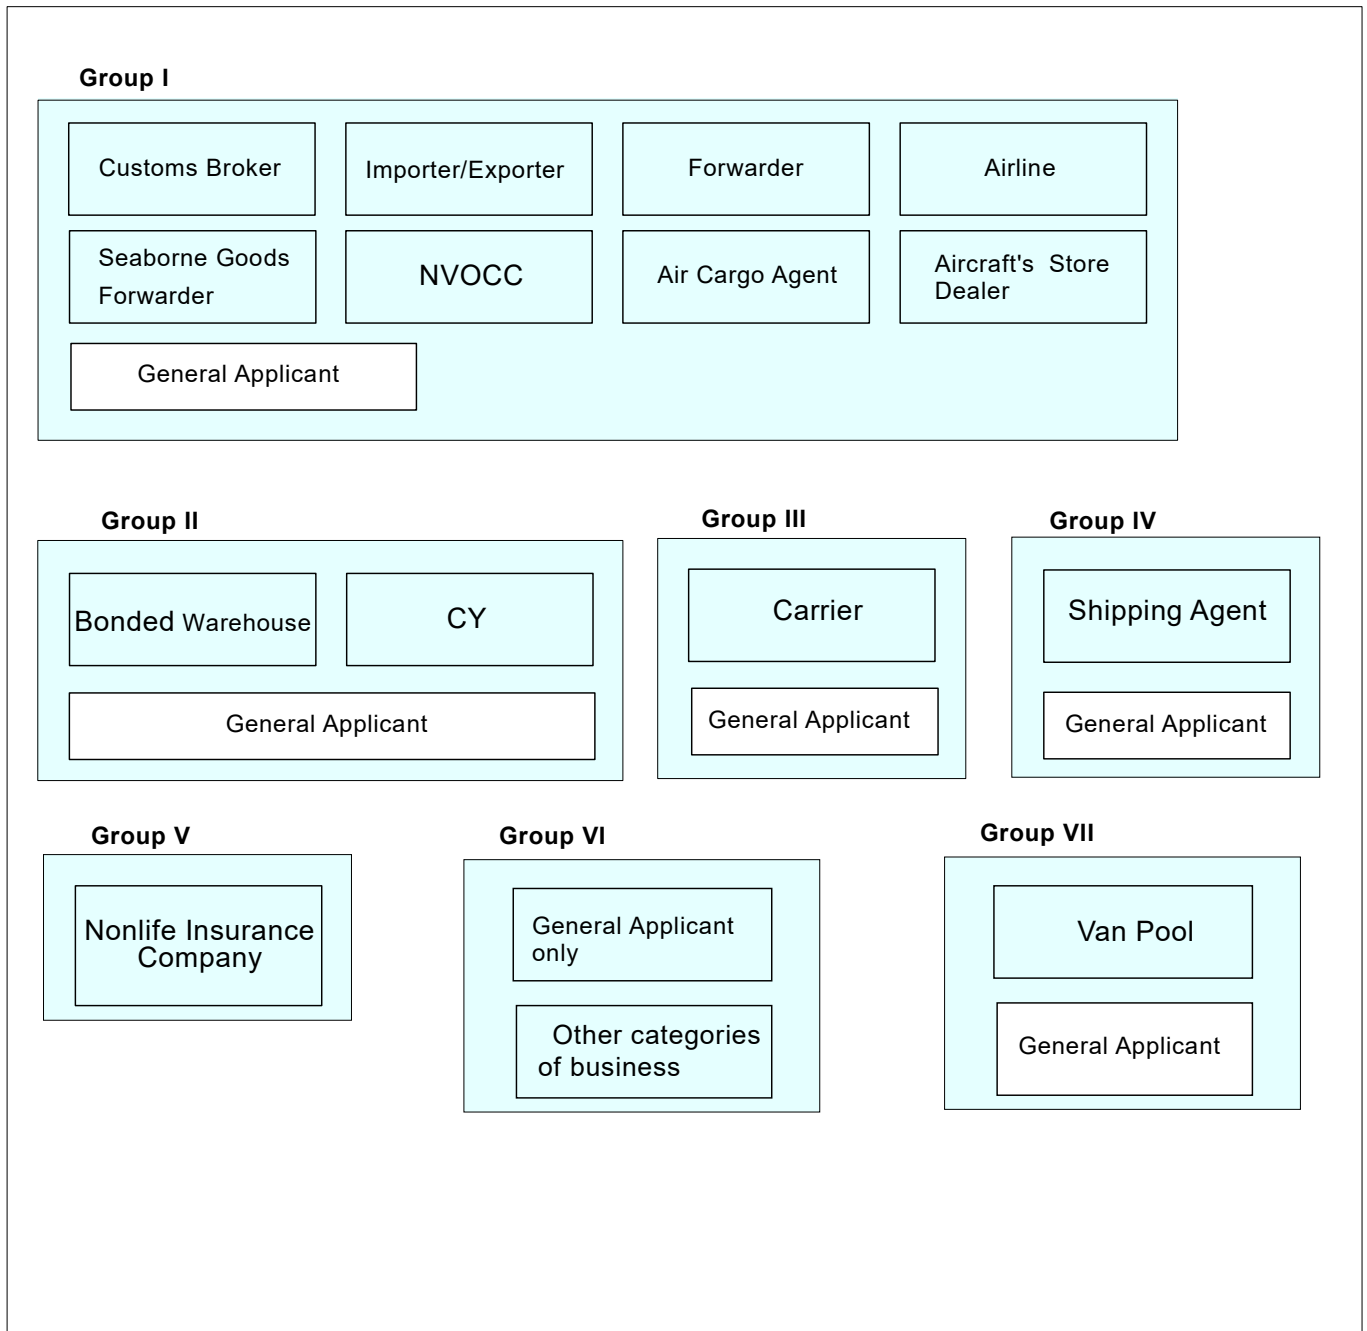 Group I
Customs Broker
Importer/Exporter
Forwarder
Airline
Seaborne Goods
Forwarder
NVOCC
Air Cargo Agent
Aircraft's Store
Dealer
General Applicant
Group II
Bonded Warehouse
CY
General Applicant
Group III
Carrier
General Applicant
Group IV
Shipping Agent
General Applicant
Group V
Nonlife Insurance
Company
Group VI
General Applicant
only
Other categories
of business
Group VII
Van Pool
General Applicant